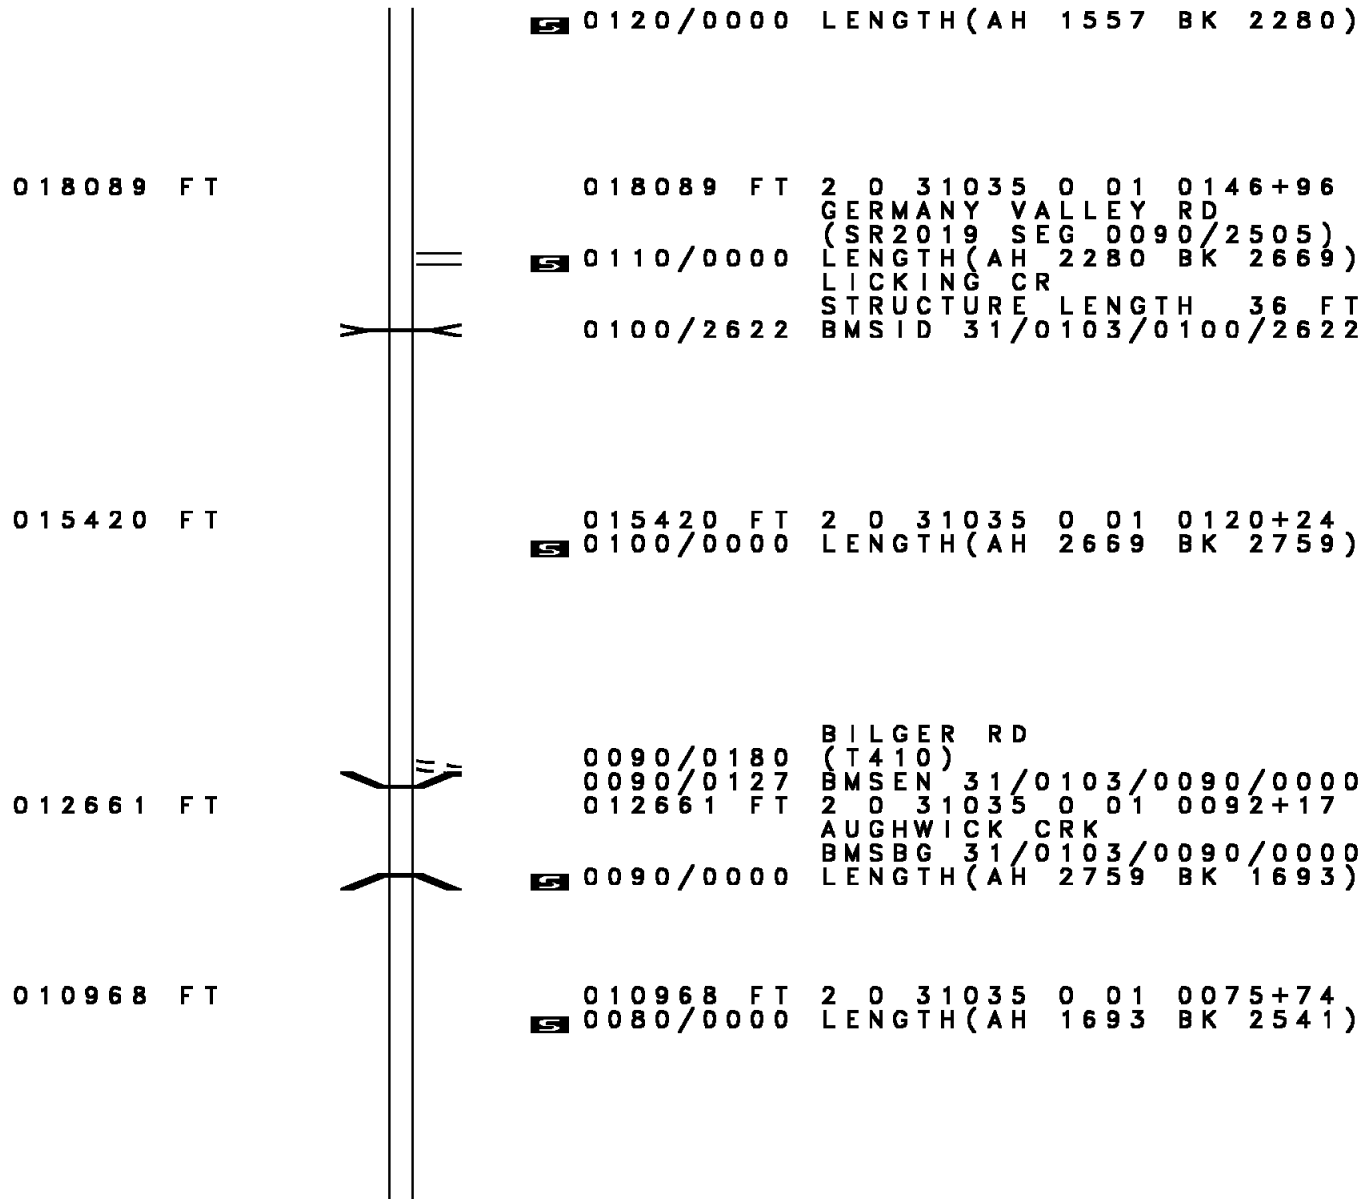 S 0120/0000 LENGTH(AH 1557 BK 2280)
018089 FT 018089 FT 2 0 31035 0 01 0146+96
GERMANY VALLEY RD
(SR2019 SEG 0090/2505)
S 0110/0000 LENGTH(AH 2280 BK 2669)
LICKING CR
STRUCTURE LENGTH 36 FT
0100/2622 BMSID 31/0103/0100/2622
015420 FT 015420 FT 2 0 31035 0 01 0120+24
S 0100/0000 LENGTH(AH 2669 BK 2759)
BILGER RD
0090/0180 (T410)
0090/0127 BMSEN 31/0103/0090/0000
012661 FT 012661 FT 2 0 31035 0 01 0092+17
AUGHWICK CRK
BMSBG 31/0103/0090/0000
S 0090/0000 LENGTH(AH 2759 BK 1693)
010968 FT 010968 FT 2 0 31035 0 01 0075+74
S 0080/0000 LENGTH(AH 1693 BK 2541)